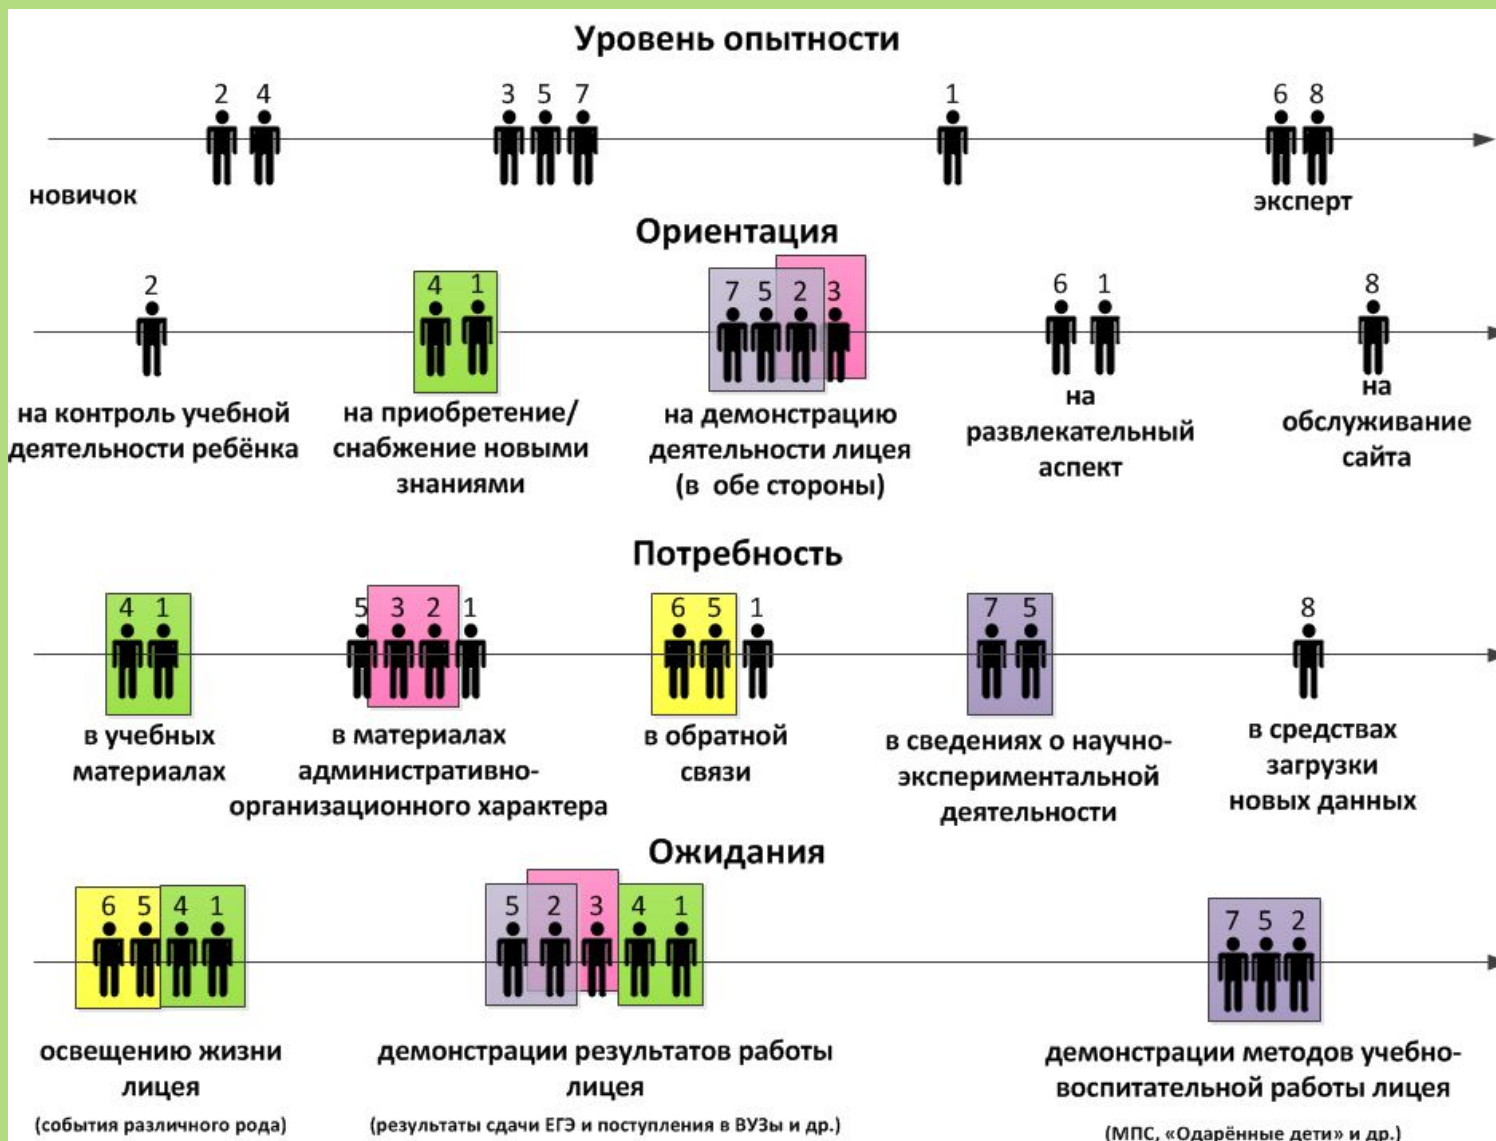 Уровень опытности
2 4 3 5 7 1 6 8
новичок эксперт
Ориентация
2 4 1 7 5 2 3 6 1 8
на контроль учебной
деятельности ребёнка
на приобретение/
снабжение новыми
знаниями
на демонстрацию
деятельности лицея
(в обе стороны)
на
развлекательный
аспект
на
обслуживание
сайта
Потребность
4 1 5 3 2 1 6 5 1 7 5 8
в учебных
материалах
в материалах
административно-
организационного характера
в обратной
связи
в сведениях о научно-
экспериментальной
деятельности
в средствах
загрузки
новых данных
Ожидания
6 5 4 1 5 2 3 4 1 7 5 2
освещению жизни
лицея
(события различного рода)
демонстрации результатов работы
лицея
(результаты сдачи ЕГЭ и поступления в ВУЗы и др.)
демонстрации методов учебно-
воспитательной работы лицея
(МПС, «Одарённые дети» и др.)